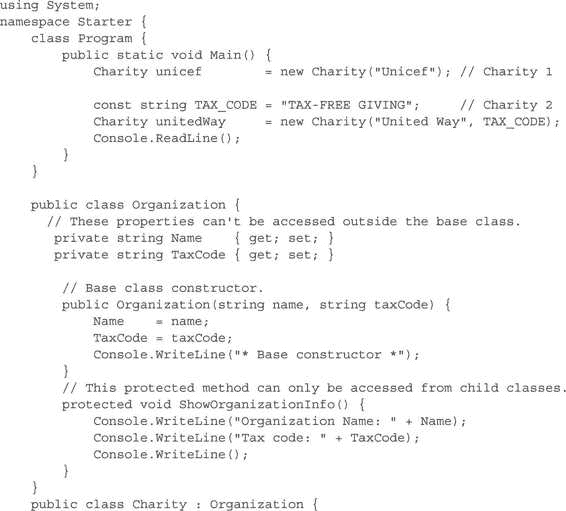 using System;
namespace Starter {
    class Program {
        public static void Main() {
            Charity unicef        = new Charity("Unicef"); // Charity 1

            const string TAX_CODE = "TAX-FREE GIVING";     // Charity 2
            Charity unitedWay     = new Charity("United Way", TAX_CODE);
            Console.ReadLine();
        }
    }

    public class Organization {
      // These properties can't be accessed outside the base class.
       private string Name    { get; set; }
       private string TaxCode { get; set; }

        // Base class constructor.
        public Organization(string name, string taxCode) {
            Name    = name;
            TaxCode = taxCode;
            Console.WriteLine("* Base constructor *");
        }
        // This protected method can only be accessed from child classes.
        protected void ShowOrganizationInfo() {
            Console.WriteLine("Organization Name: " + Name);
            Console.WriteLine("Tax code: " + TaxCode);
            Console.WriteLine();
        }
    }
    public class Charity : Organization {